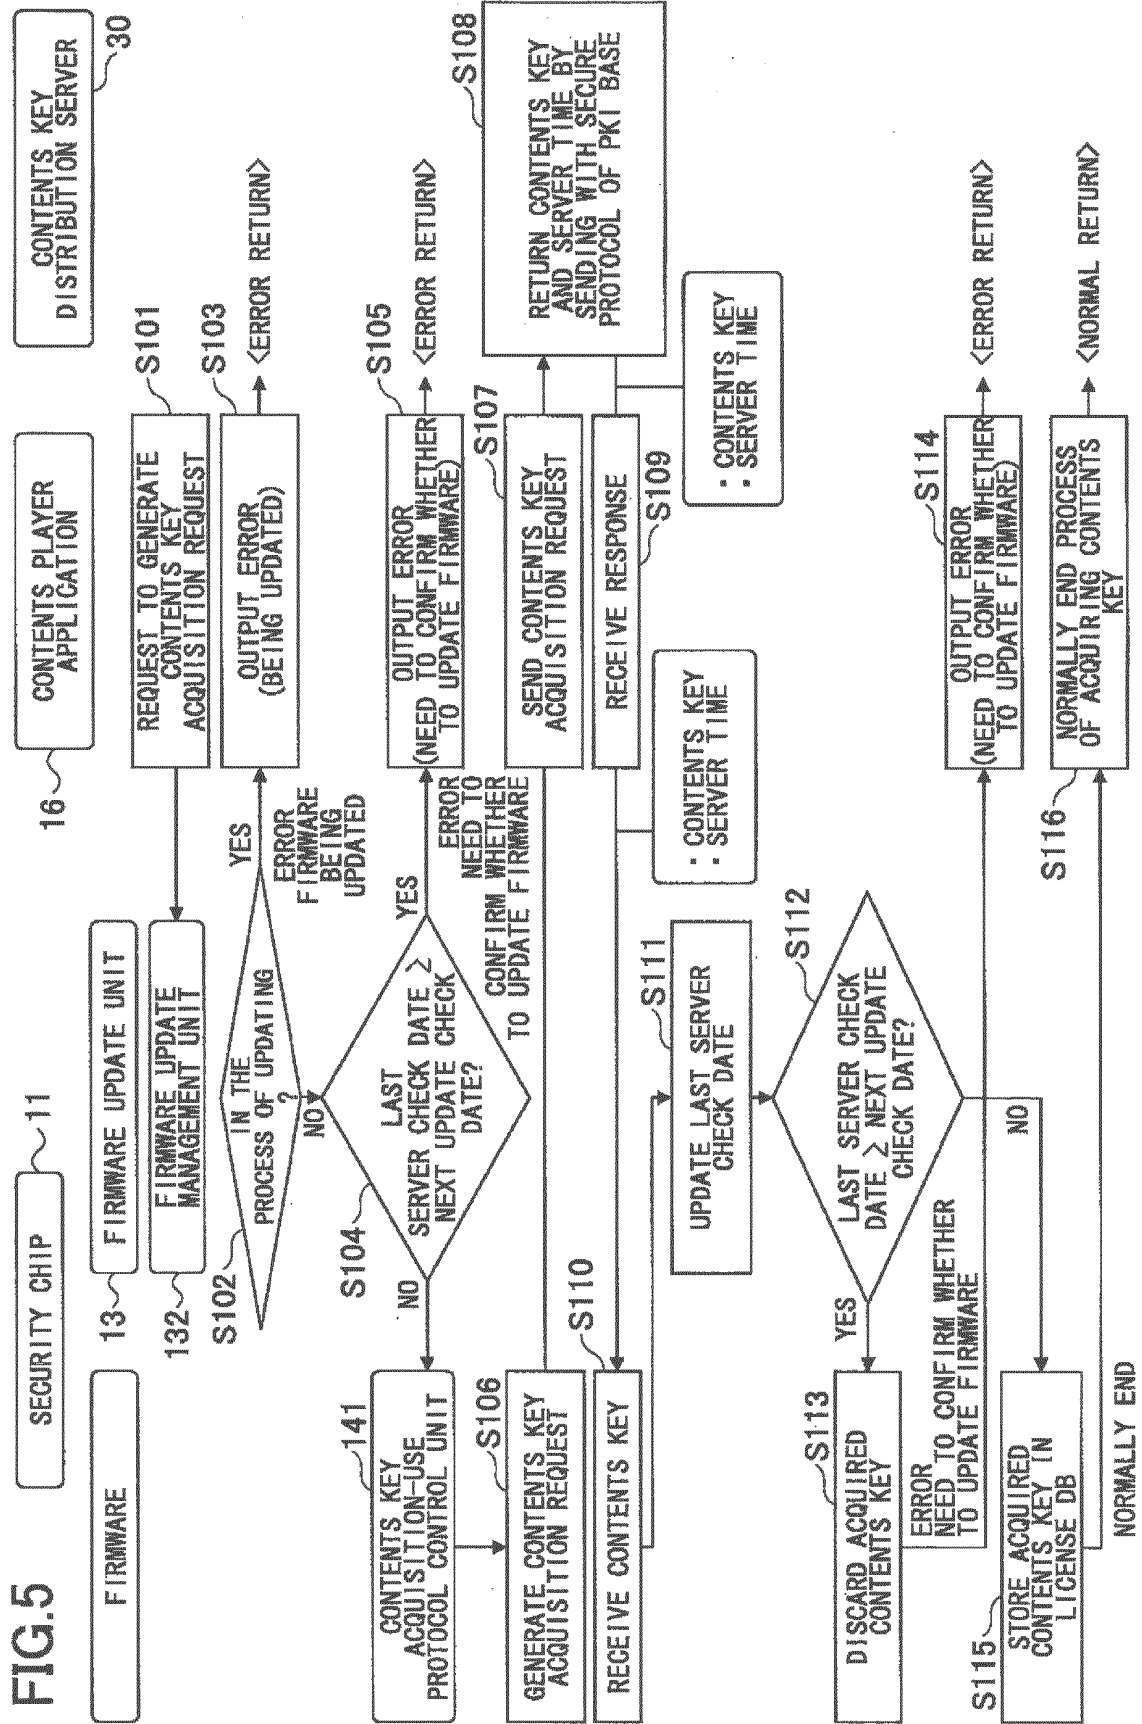 FIG.5
SECURITY CHIP
11
CONTENTS PLAYER
APPLICATION
16
CONTENTS KEY
DISTRIBUTION SERVER
30
FIRMWARE
FIRMWARE UPDATE UNIT
13
FIRMWARE UPDATE
MANAGEMENT UNIT
132
REQUEST TO GENERATE
CONTENTS KEY
ACQUISITION REQUEST
S101
IN THE
PROCESS OF UPDATING
?
S102
YES
NO
ERROR
FIRMWARE
BEING
UPDATED
OUTPUT ERROR
(BEING UPDATED)
S103
<ERROR RETURN>
LAST
SERVER CHECK DATE ≥
NEXT UPDATE CHECK
DATE?
S104
YES
NO
ERROR
NEED TO
CONFIRM WHETHER
TO UPDATE FIRMWARE
OUTPUT ERROR
(NEED TO CONFIRM WHETHER
TO UPDATE FIRMWARE)
S105
<ERROR RETURN>
CONTENTS KEY
ACQUISITION-USE
PROTOCOL CONTROL UNIT
141
GENERATE CONTENTS KEY
ACQUISITION REQUEST
S106
SEND CONTENTS KEY
ACQUISITION REQUEST
S107
RETURN CONTENTS KEY
AND SERVER TIME BY
SENDING WITH SECURE
PROTOCOL OF PKI BASE
S108
RECEIVE RESPONSE
S109
: CONTENTS KEY
: SERVER TIME
: CONTENTS KEY
: SERVER TIME
RECEIVE CONTENTS KEY
S110
UPDATE LAST SERVER
CHECK DATE
S111
LAST SERVER CHECK
DATE ≥ NEXT UPDATE
CHECK DATE?
S112
YES
NO
DISCARD ACQUIRED
CONTENTS KEY
S113
ERROR
NEED TO CONFIRM WHETHER
TO UPDATE FIRMWARE
OUTPUT ERROR
(NEED TO CONFIRM WHETHER
TO UPDATE FIRMWARE)
S114
<ERROR RETURN>
STORE ACQUIRED
CONTENTS KEY IN
LICENSE DB
S115
NORMALLY END
NORMALLY END PROCESS
OF ACQUIRING CONTENTS
KEY
S116
<NORMAL RETURN>